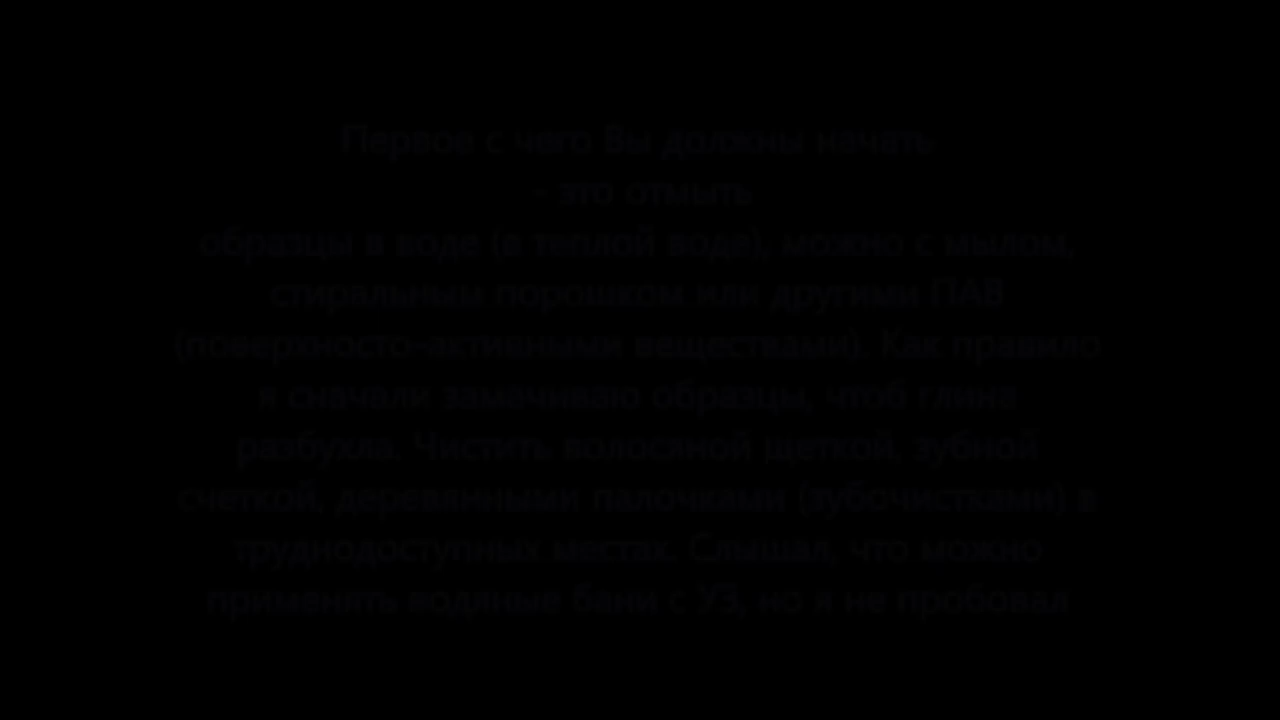 Первое с чего Вы должны начать
- это отмыть
образцы в воде (в теплой воде), можно с мылом,
стиральным порошком или другими ПАВ
(поверхносто-активными веществами). Как правило
я сначали замачиваю образцы, чтоб глина
разбухла. Чистить волосяной щеткой, зубной
счеткой, деревянными палочками (зубочистками) в
труднодоступных местах. Слышал, что можно
применять водяные бани с УЗ, но я не пробовал